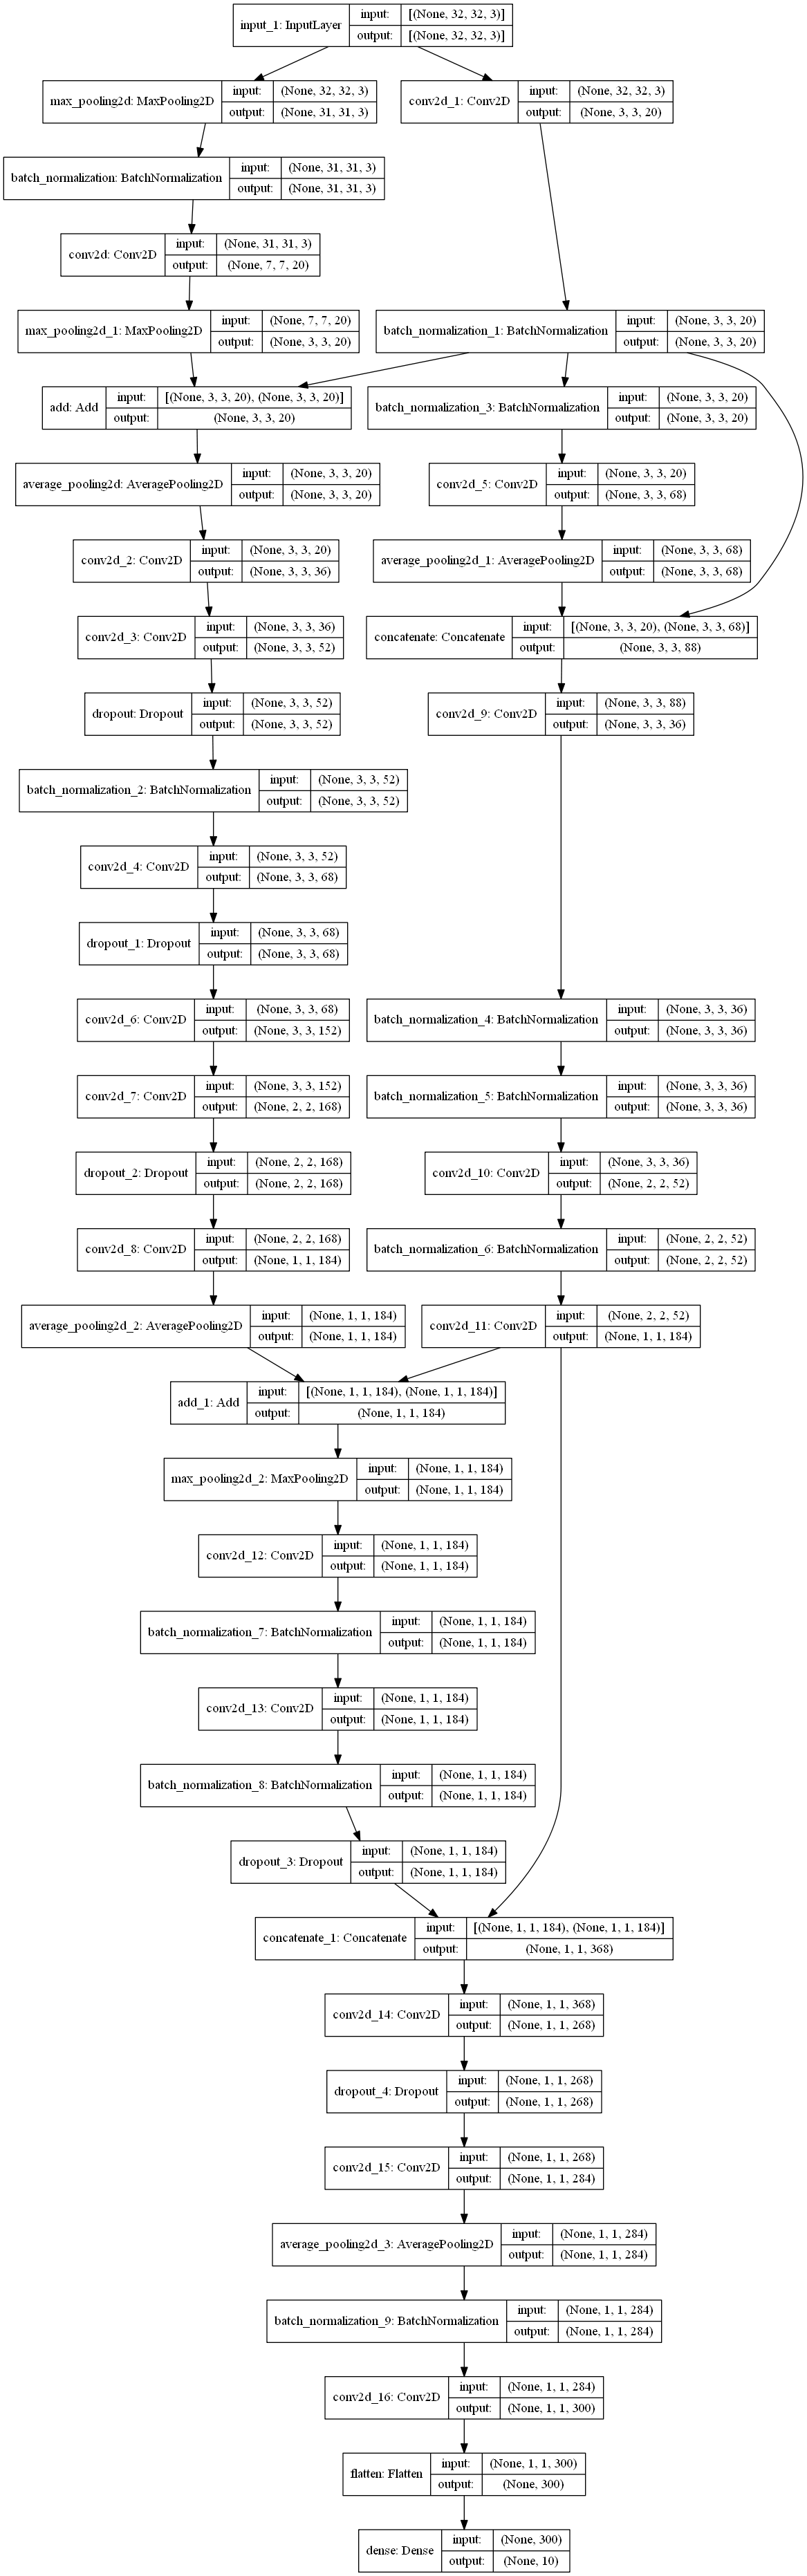 input_1: InputLayer
input: [(None, 32, 32, 3)]
output: [(None, 32, 32, 3)]
max_pooling2d: MaxPooling2D
input: (None, 32, 32, 3)
output: (None, 31, 31, 3)
conv2d_1: Conv2D
input: (None, 32, 32, 3)
output: (None, 3, 3, 20)
batch_normalization: BatchNormalization
input: (None, 31, 31, 3)
output: (None, 31, 31, 3)
conv2d: Conv2D
input: (None, 31, 31, 3)
output: (None, 7, 7, 20)
max_pooling2d_1: MaxPooling2D
input: (None, 7, 7, 20)
output: (None, 3, 3, 20)
batch_normalization_1: BatchNormalization
input: (None, 3, 3, 20)
output: (None, 3, 3, 20)
add: Add
input: [(None, 3, 3, 20), (None, 3, 3, 20)]
output: (None, 3, 3, 20)
batch_normalization_3: BatchNormalization
input: (None, 3, 3, 20)
output: (None, 3, 3, 20)
average_pooling2d: AveragePooling2D
input: (None, 3, 3, 20)
output: (None, 3, 3, 20)
conv2d_5: Conv2D
input: (None, 3, 3, 20)
output: (None, 3, 3, 68)
conv2d_2: Conv2D
input: (None, 3, 3, 20)
output: (None, 3, 3, 36)
average_pooling2d_1: AveragePooling2D
input: (None, 3, 3, 68)
output: (None, 3, 3, 68)
conv2d_3: Conv2D
input: (None, 3, 3, 36)
output: (None, 3, 3, 52)
concatenate: Concatenate
input: [(None, 3, 3, 20), (None, 3, 3, 68)]
output: (None, 3, 3, 88)
dropout: Dropout
input: (None, 3, 3, 52)
output: (None, 3, 3, 52)
conv2d_9: Conv2D
input: (None, 3, 3, 88)
output: (None, 3, 3, 36)
batch_normalization_2: BatchNormalization
input: (None, 3, 3, 52)
output: (None, 3, 3, 52)
conv2d_4: Conv2D
input: (None, 3, 3, 52)
output: (None, 3, 3, 68)
dropout_1: Dropout
input: (None, 3, 3, 68)
output: (None, 3, 3, 68)
conv2d_6: Conv2D
input: (None, 3, 3, 68)
output: (None, 3, 3, 152)
batch_normalization_4: BatchNormalization
input: (None, 3, 3, 36)
output: (None, 3, 3, 36)
conv2d_7: Conv2D
input: (None, 3, 3, 152)
output: (None, 2, 2, 168)
batch_normalization_5: BatchNormalization
input: (None, 3, 3, 36)
output: (None, 3, 3, 36)
dropout_2: Dropout
input: (None, 2, 2, 168)
output: (None, 2, 2, 168)
conv2d_10: Conv2D
input: (None, 3, 3, 36)
output: (None, 2, 2, 52)
conv2d_8: Conv2D
input: (None, 2, 2, 168)
output: (None, 1, 1, 184)
batch_normalization_6: BatchNormalization
input: (None, 2, 2, 52)
output: (None, 2, 2, 52)
average_pooling2d_2: AveragePooling2D
input: (None, 1, 1, 184)
output: (None, 1, 1, 184)
conv2d_11: Conv2D
input: (None, 2, 2, 52)
output: (None, 1, 1, 184)
add_1: Add
input: [(None, 1, 1, 184), (None, 1, 1, 184)]
output: (None, 1, 1, 184)
max_pooling2d_2: MaxPooling2D
input: (None, 1, 1, 184)
output: (None, 1, 1, 184)
conv2d_12: Conv2D
input: (None, 1, 1, 184)
output: (None, 1, 1, 184)
batch_normalization_7: BatchNormalization
input: (None, 1, 1, 184)
output: (None, 1, 1, 184)
conv2d_13: Conv2D
input: (None, 1, 1, 184)
output: (None, 1, 1, 184)
batch_normalization_8: BatchNormalization
input: (None, 1, 1, 184)
output: (None, 1, 1, 184)
dropout_3: Dropout
input: (None, 1, 1, 184)
output: (None, 1, 1, 184)
concatenate_1: Concatenate
input: [(None, 1, 1, 184), (None, 1, 1, 184)]
output: (None, 1, 1, 368)
conv2d_14: Conv2D
input: (None, 1, 1, 368)
output: (None, 1, 1, 268)
dropout_4: Dropout
input: (None, 1, 1, 268)
output: (None, 1, 1, 268)
conv2d_15: Conv2D
input: (None, 1, 1, 268)
output: (None, 1, 1, 284)
average_pooling2d_3: AveragePooling2D
input: (None, 1, 1, 284)
output: (None, 1, 1, 284)
batch_normalization_9: BatchNormalization
input: (None, 1, 1, 284)
output: (None, 1, 1, 284)
conv2d_16: Conv2D
input: (None, 1, 1, 284)
output: (None, 1, 1, 300)
flatten: Flatten
input: (None, 1, 1, 300)
output: (None, 300)
dense: Dense
input: (None, 300)
output: (None, 10)